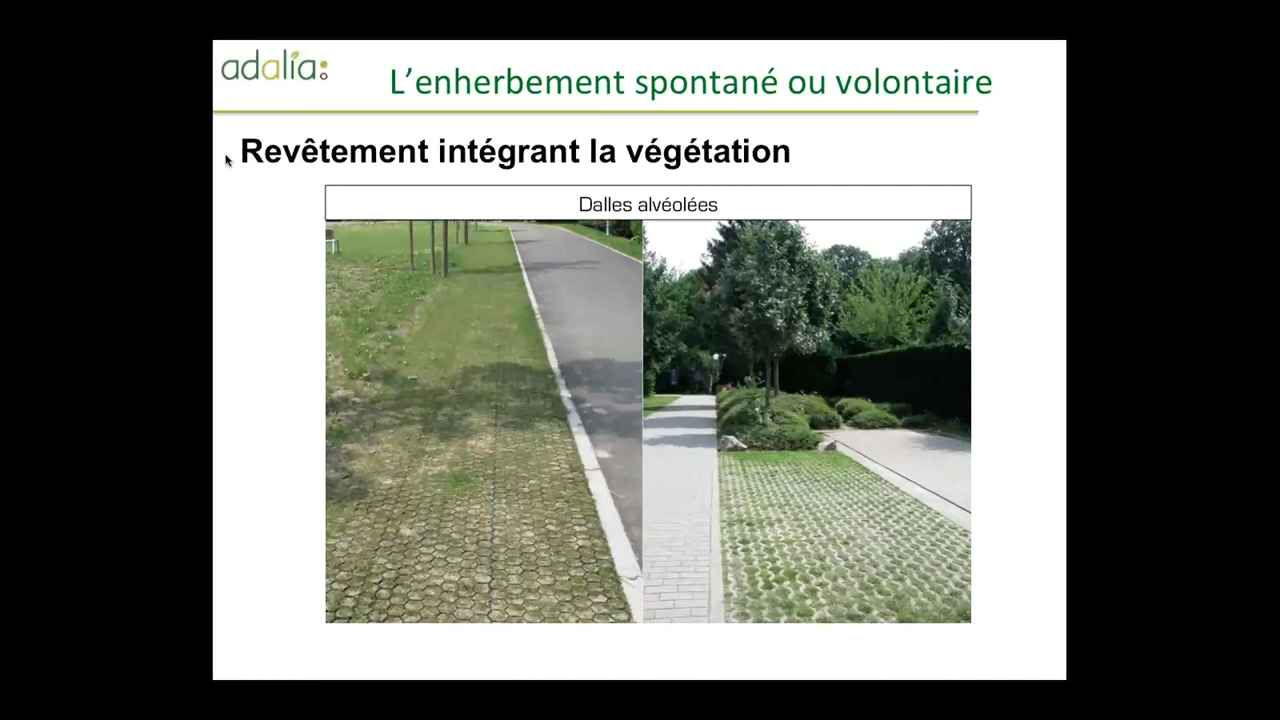 adalia
L'enherbement spontané ou volontaire
Revêtement intégrant la végétation
Dalles alvéolées